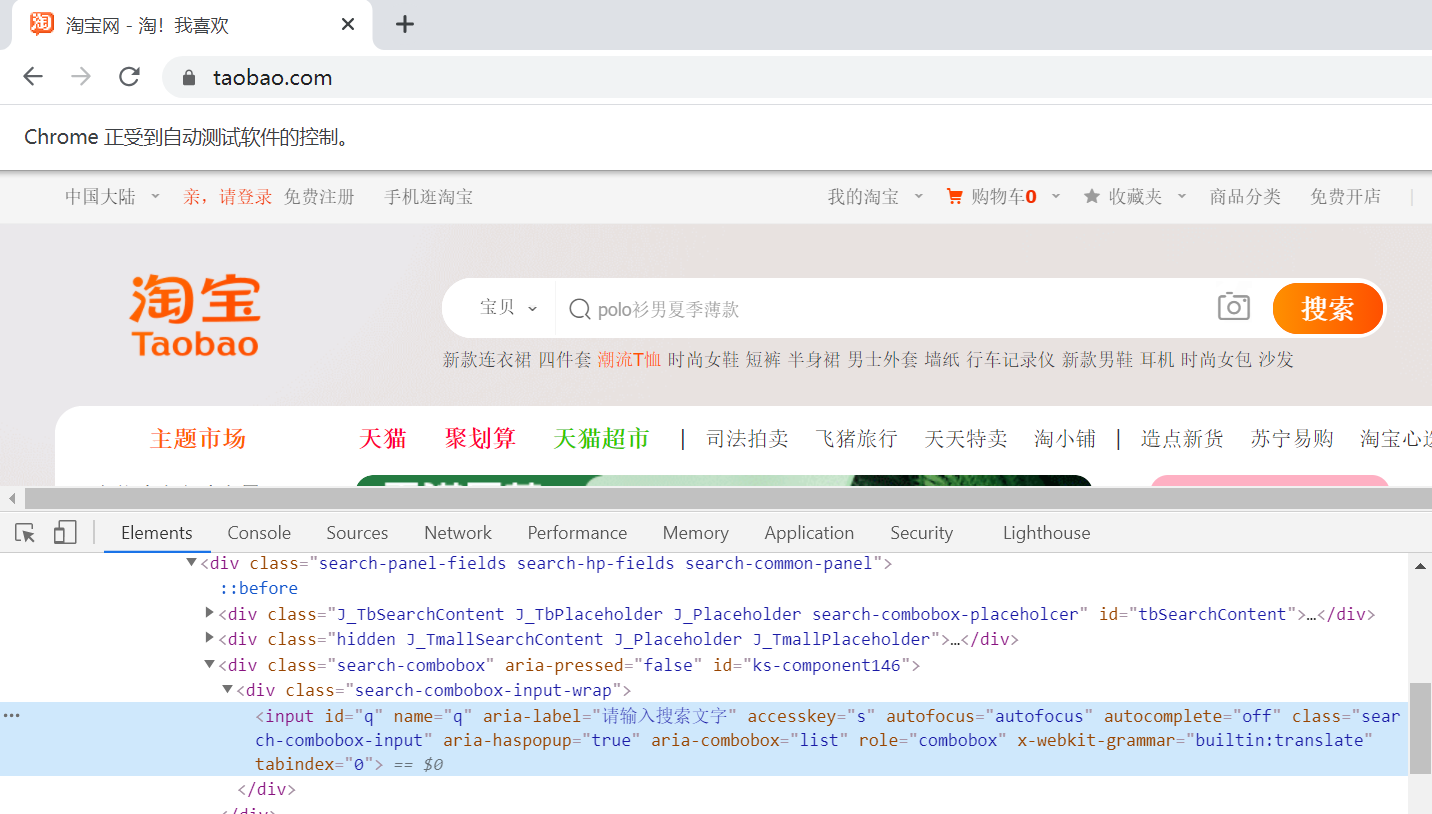 淘宝网 - 淘！我喜欢
taobao.com
Chrome 正受到自动测试软件的控制。
中国大陆 亲，请登录 免费注册 手机逛淘宝 我的淘宝 购物车0 收藏夹 商品分类 免费开店
淘宝
Taobao
宝贝 polo衫男夏季薄款 搜索
新款连衣裙 四件套 潮流T恤 时尚女鞋 短裤 半身裙 男士外套 墙纸 行车记录仪 新款男鞋 耳机 时尚女包 沙发
主题市场 天猫 聚划算 天猫超市 | 司法拍卖 飞猪旅行 天天特卖 淘小铺 | 造点新货 苏宁易购 淘宝心选
Elements Console Sources Network Performance Memory Application Security Lighthouse
<div class="search-panel-fields search-hp-fields search-common-panel">
::before
<div class="J_TbSearchContent J_TbPlaceholder J_Placeholder search-combobox-placeholcer" id="tbSearchContent">…</div>
<div class="hidden J_TmallSearchContent J_Placeholder J_TmallPlaceholder">…</div>
<div class="search-combobox" aria-pressed="false" id="ks-component146">
<div class="search-combobox-input-wrap">
<input id="q" name="q" aria-label="请输入搜索文字" accesskey="s" autofocus="autofocus" autocomplete="off" class="sear
ch-combobox-input" aria-haspopup="true" aria-combobox="list" role="combobox" x-webkit-grammar="builtin:translate"
tabindex="0"> == $0
</div>
</div>